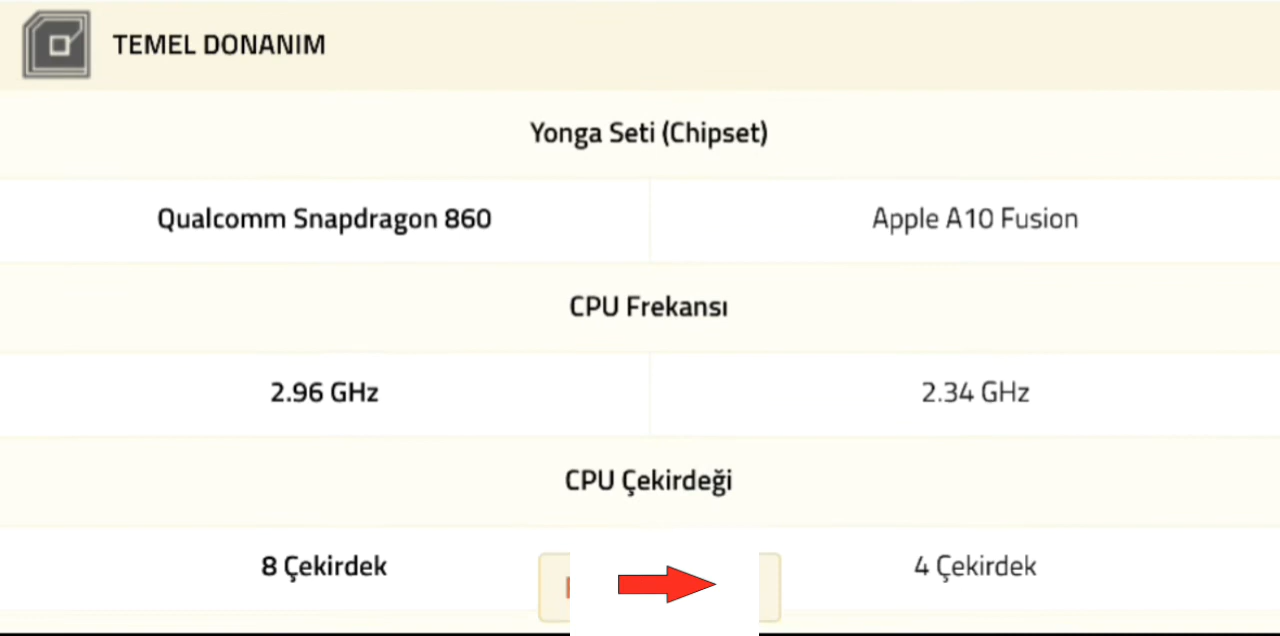 TEMEL DONANIM
Yonga Seti (Chipset)
Qualcomm Snapdragon 860
Apple A10 Fusion
CPU Frekansı
2.96 GHz
2.34 GHz
CPU Çekirdeği
8 Çekirdek
4 Çekirdek